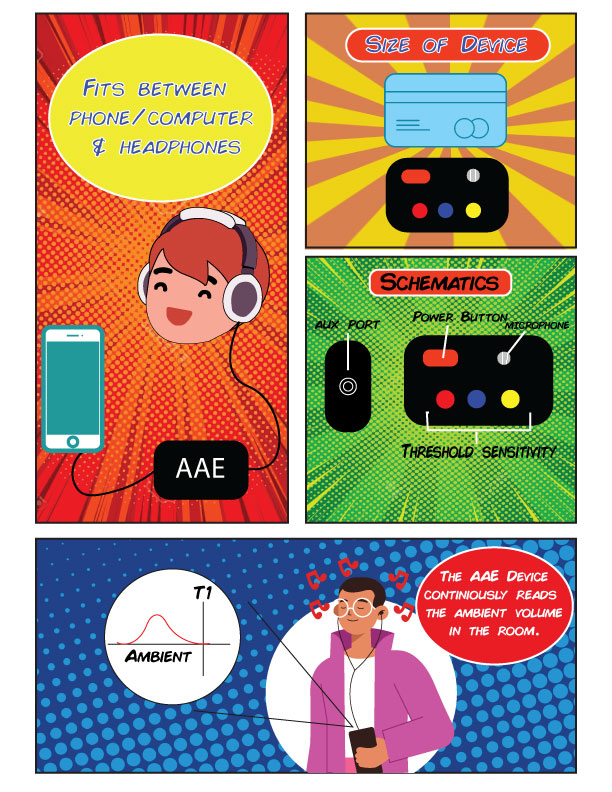 Fits between
phone/computer
& headphones
AAE
Size of Device
Schematics
Aux port
Power Button
microphone
Threshold sensitivity
T1
Ambient
The AAE Device
continiously reads
the ambient volume
in the room.